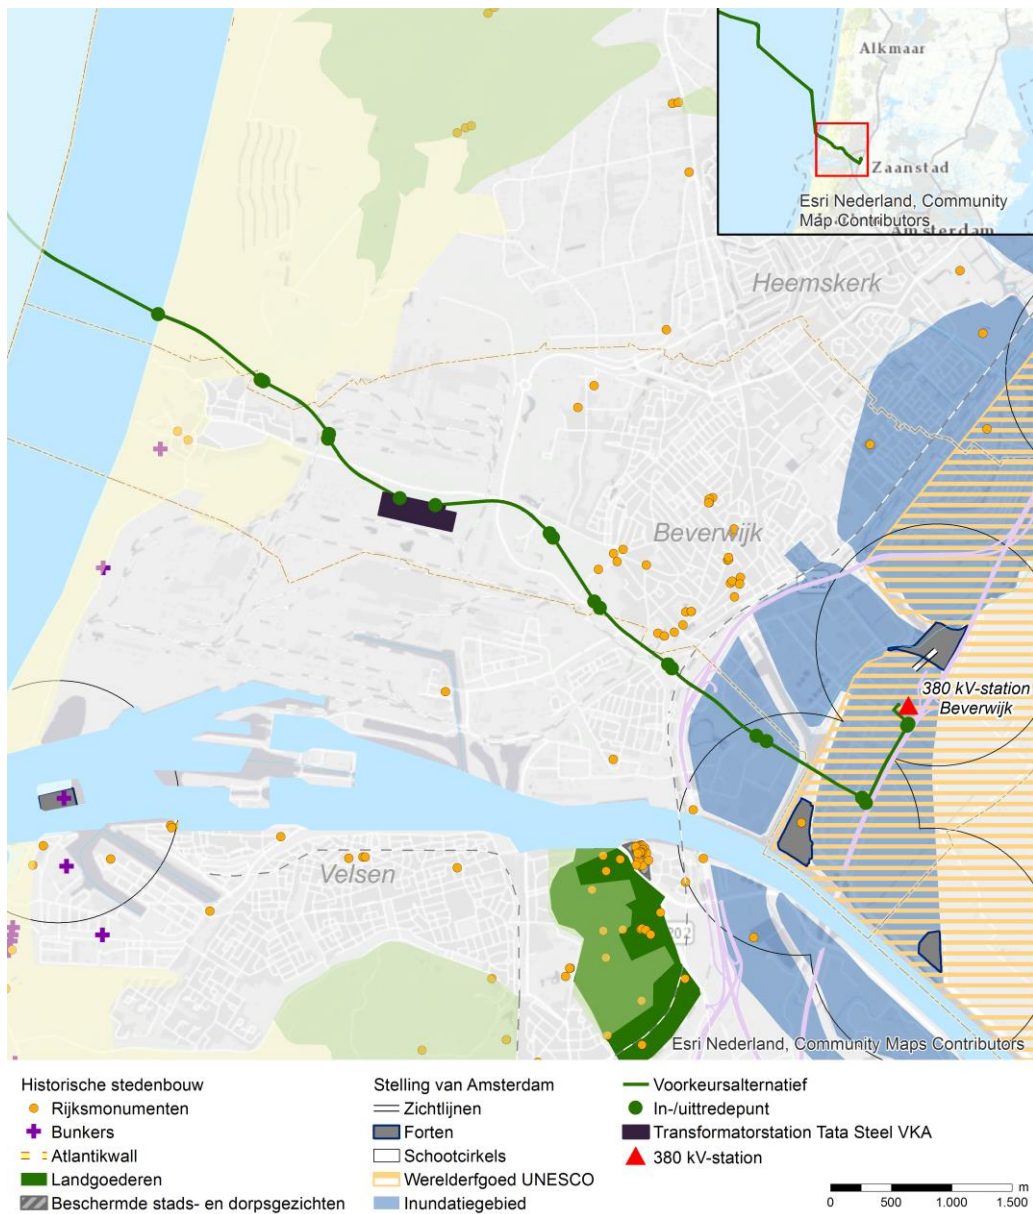 Alkmaar
Zaanstad
Esri Nederland, Community
Map Contributors
Amsterdam
Heemskerk
Beverwijk
380 kV-station
Beverwijk
Velsen
202
Esri Nederland, Community Maps Contributors
Historische stedenbouw
Rijksmonumenten
Bunkers
Atlantikwall
Landgoederen
Beschermde stads- en dorpsgezichten
Stelling van Amsterdam
Zichtlijnen
Forten
Schootcirkels
Werelderfgoed UNESCO
Inundatiegebied
Voorkeursalternatief
In-/uittredepunt
Transformatorstation Tata Steel VKA
380 kV-station
m
0 500 1.000 1.500